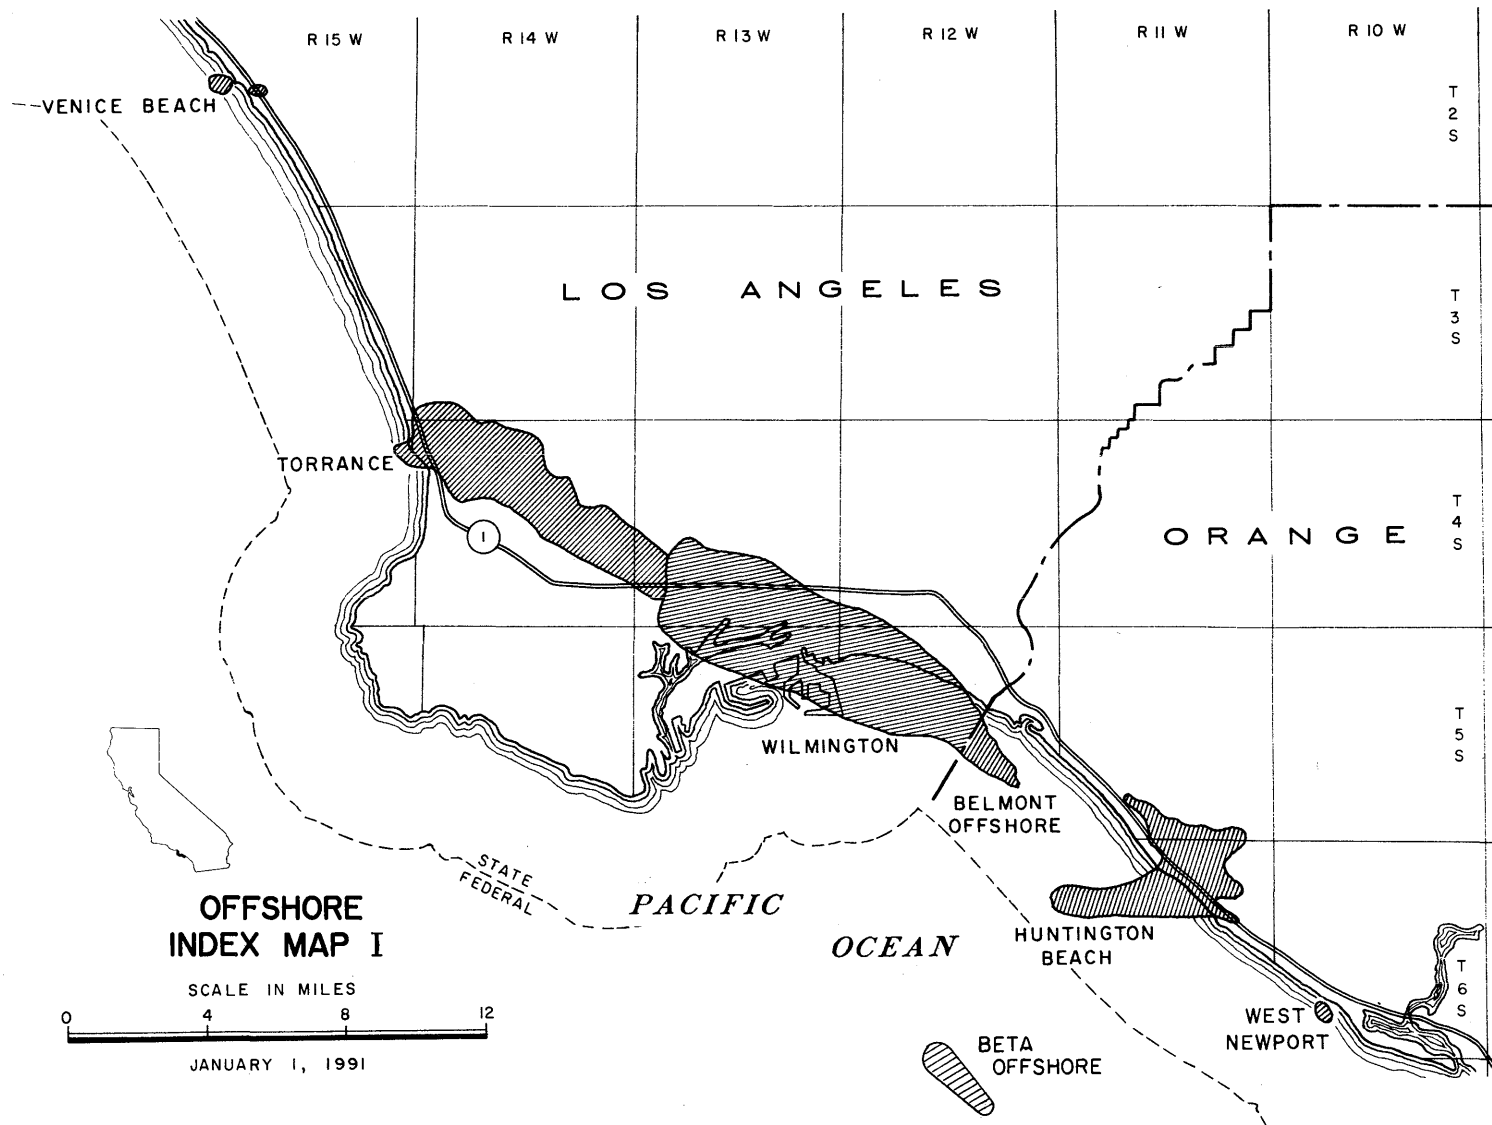 R 15 W
R 14 W
R 13 W
R 12 W
R 11 W
R 10 W
T
2
S
VENICE BEACH
LOS ANGELES
T
3
S
TORRANCE
1
ORANGE
T
4
S
WILMINGTON
T
5
S
BELMONT
OFFSHORE
STATE
FEDERAL
PACIFIC
OCEAN
HUNTINGTON
BEACH
T
6
S
WEST
NEWPORT
BETA
OFFSHORE
OFFSHORE
INDEX MAP I
SCALE IN MILES
0 4 8 12
JANUARY 1, 1991